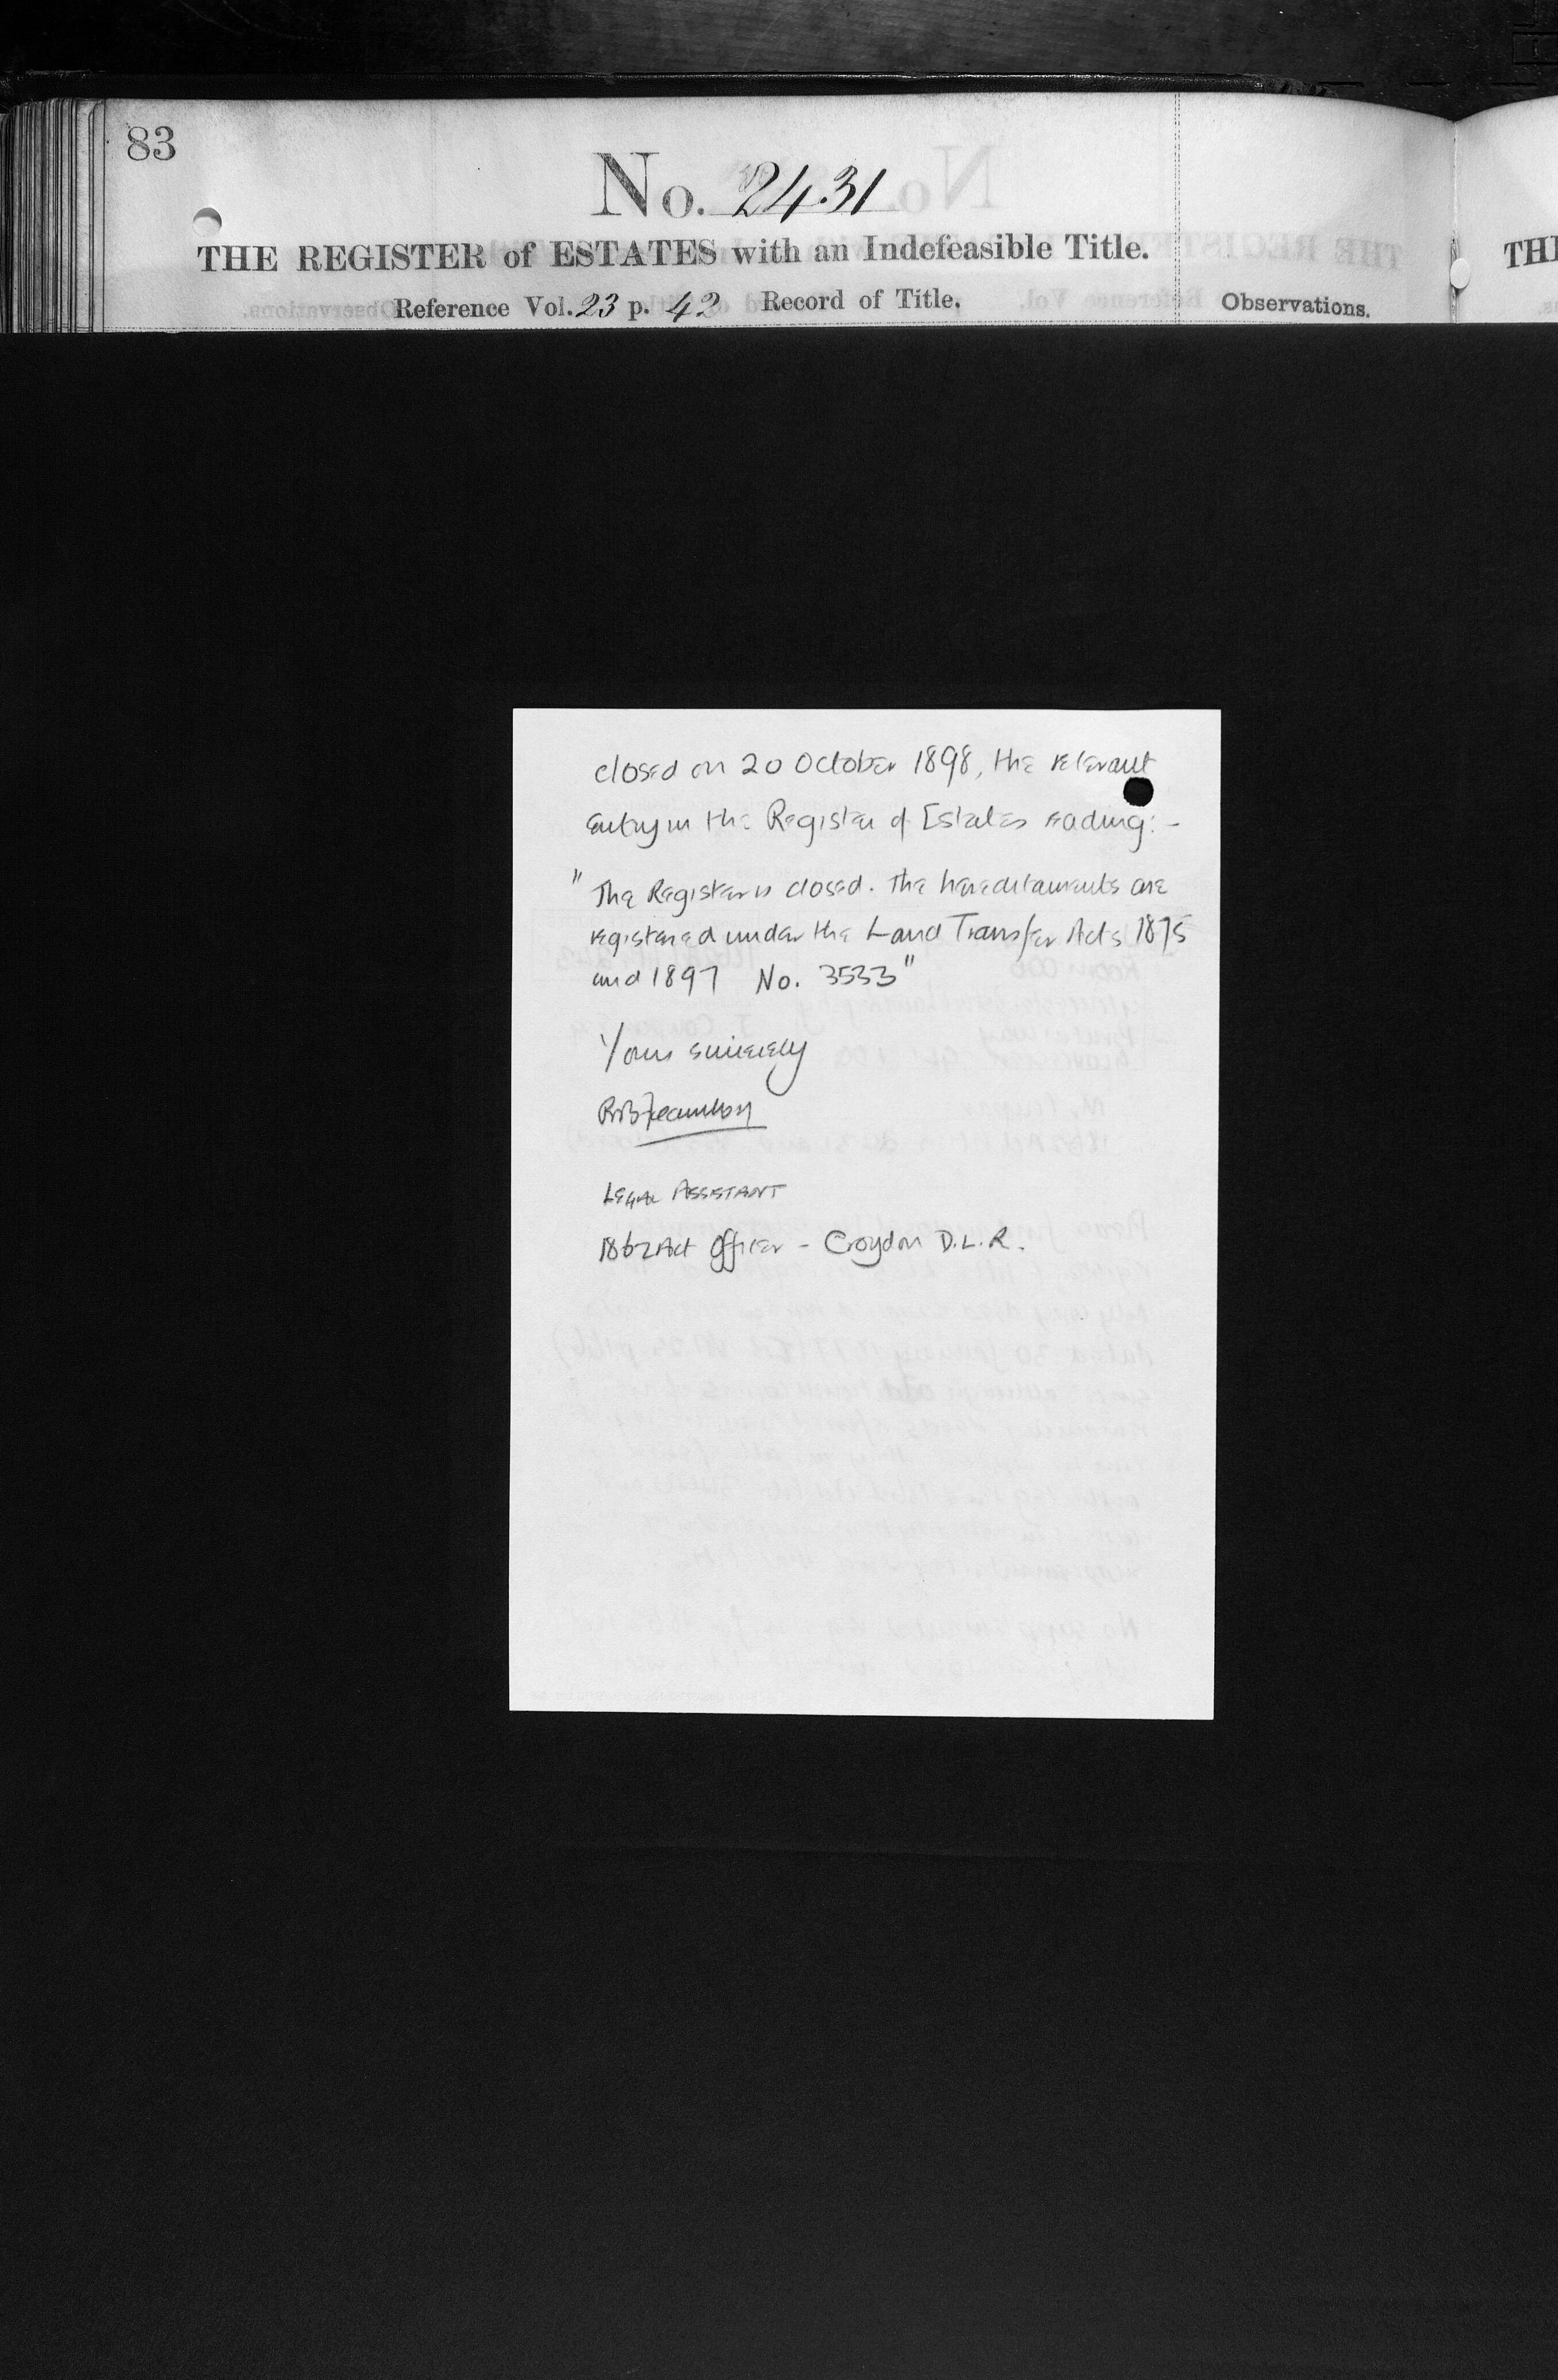 83
No. 2431
THE REGISTER of ESTATES with an Indefeasible Title.
Reference Vol. 23 p. 42 Record of Title. Observations.
closed on 20 October 1898, the relevant
entry in the Register of Estates reading:-
"The Register is closed. The hereditaments are
registered under the Land Transfer Acts 1875
and 1897 No. 3533"
Yours sincerely
LEGAL ASSISTANT
1862 Act Officer - Croydon D.L.R.